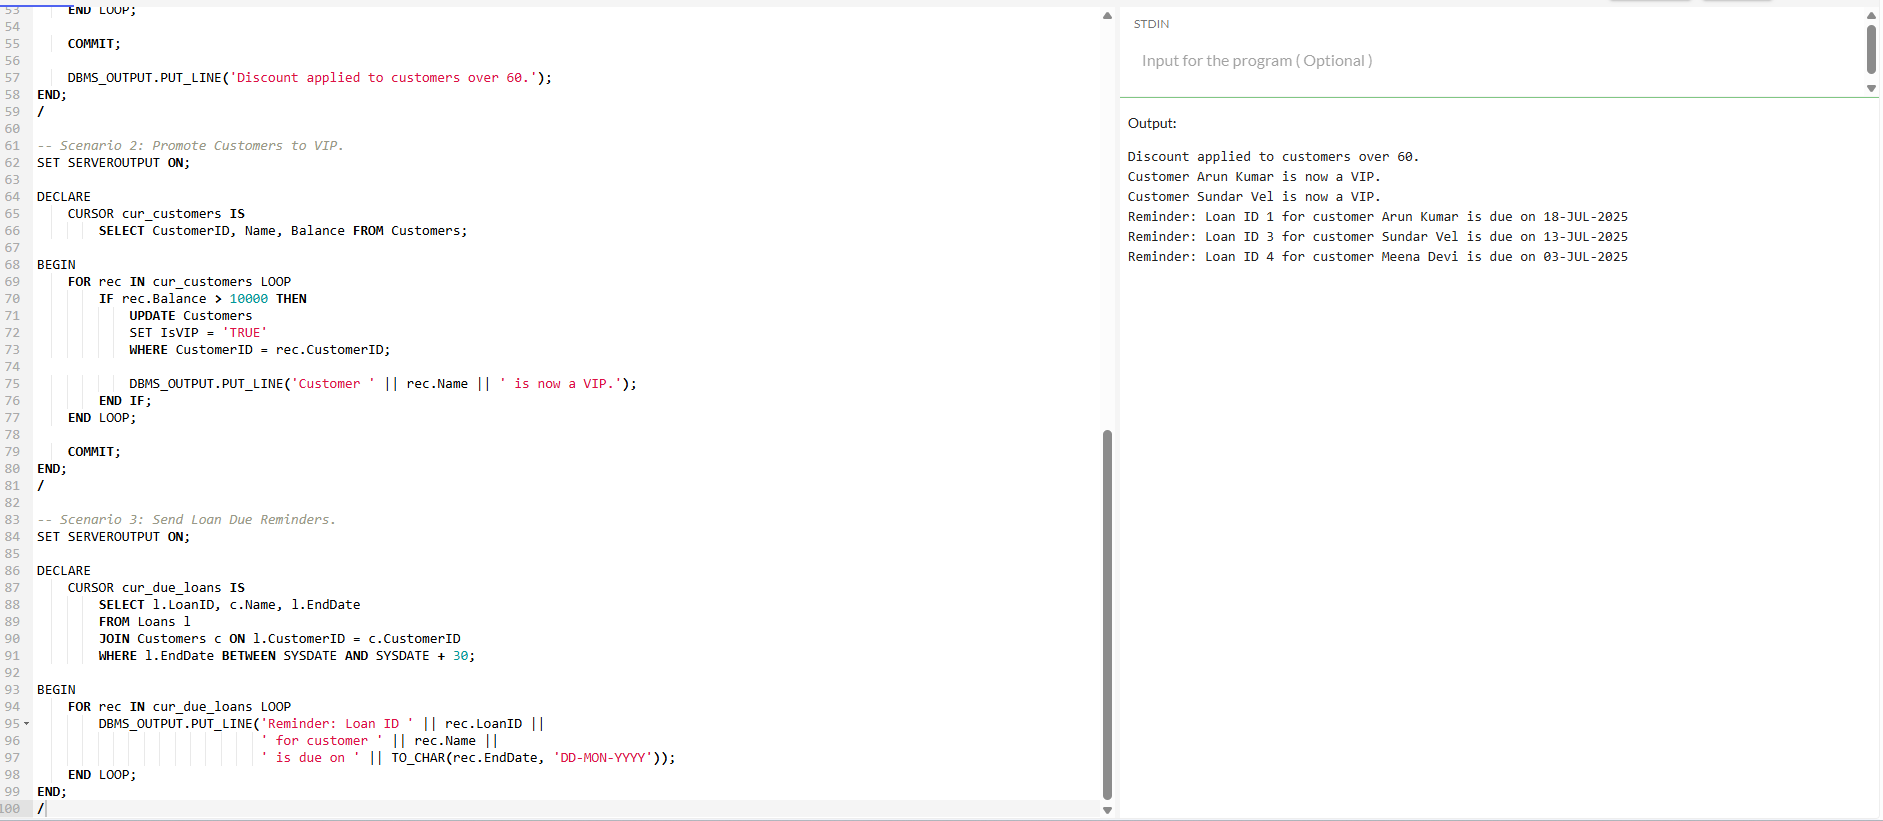 53 END LOOP;
54
55 COMMIT;
56
57 DBMS_OUTPUT.PUT_LINE('Discount applied to customers over 60.');
58 END;
59 /
60
61 -- Scenario 2: Promote Customers to VIP.
62 SET SERVEROUTPUT ON;
63
64 DECLARE
65 CURSOR cur_customers IS
66 SELECT CustomerID, Name, Balance FROM Customers;
67
68 BEGIN
69 FOR rec IN cur_customers LOOP
70 IF rec.Balance > 10000 THEN
71 UPDATE Customers
72 SET IsVIP = 'TRUE'
73 WHERE CustomerID = rec.CustomerID;
74
75 DBMS_OUTPUT.PUT_LINE('Customer ' || rec.Name || ' is now a VIP.');
76 END IF;
77 END LOOP;
78
79 COMMIT;
80 END;
81 /
82
83 -- Scenario 3: Send Loan Due Reminders.
84 SET SERVEROUTPUT ON;
85
86 DECLARE
87 CURSOR cur_due_loans IS
88 SELECT l.LoanID, c.Name, l.EndDate
89 FROM Loans l
90 JOIN Customers c ON l.CustomerID = c.CustomerID
91 WHERE l.EndDate BETWEEN SYSDATE AND SYSDATE + 30;
92
93 BEGIN
94 FOR rec IN cur_due_loans LOOP
95 DBMS_OUTPUT.PUT_LINE('Reminder: Loan ID ' || rec.LoanID ||
96 ' for customer ' || rec.Name ||
97 ' is due on ' || TO_CHAR(rec.EndDate, 'DD-MON-YYYY'));
98 END LOOP;
99 END;
100 /
STDIN
Input for the program ( Optional )
Output:
Discount applied to customers over 60.
Customer Arun Kumar is now a VIP.
Customer Sundar Vel is now a VIP.
Reminder: Loan ID 1 for customer Arun Kumar is due on 18-JUL-2025
Reminder: Loan ID 3 for customer Sundar Vel is due on 13-JUL-2025
Reminder: Loan ID 4 for customer Meena Devi is due on 03-JUL-2025